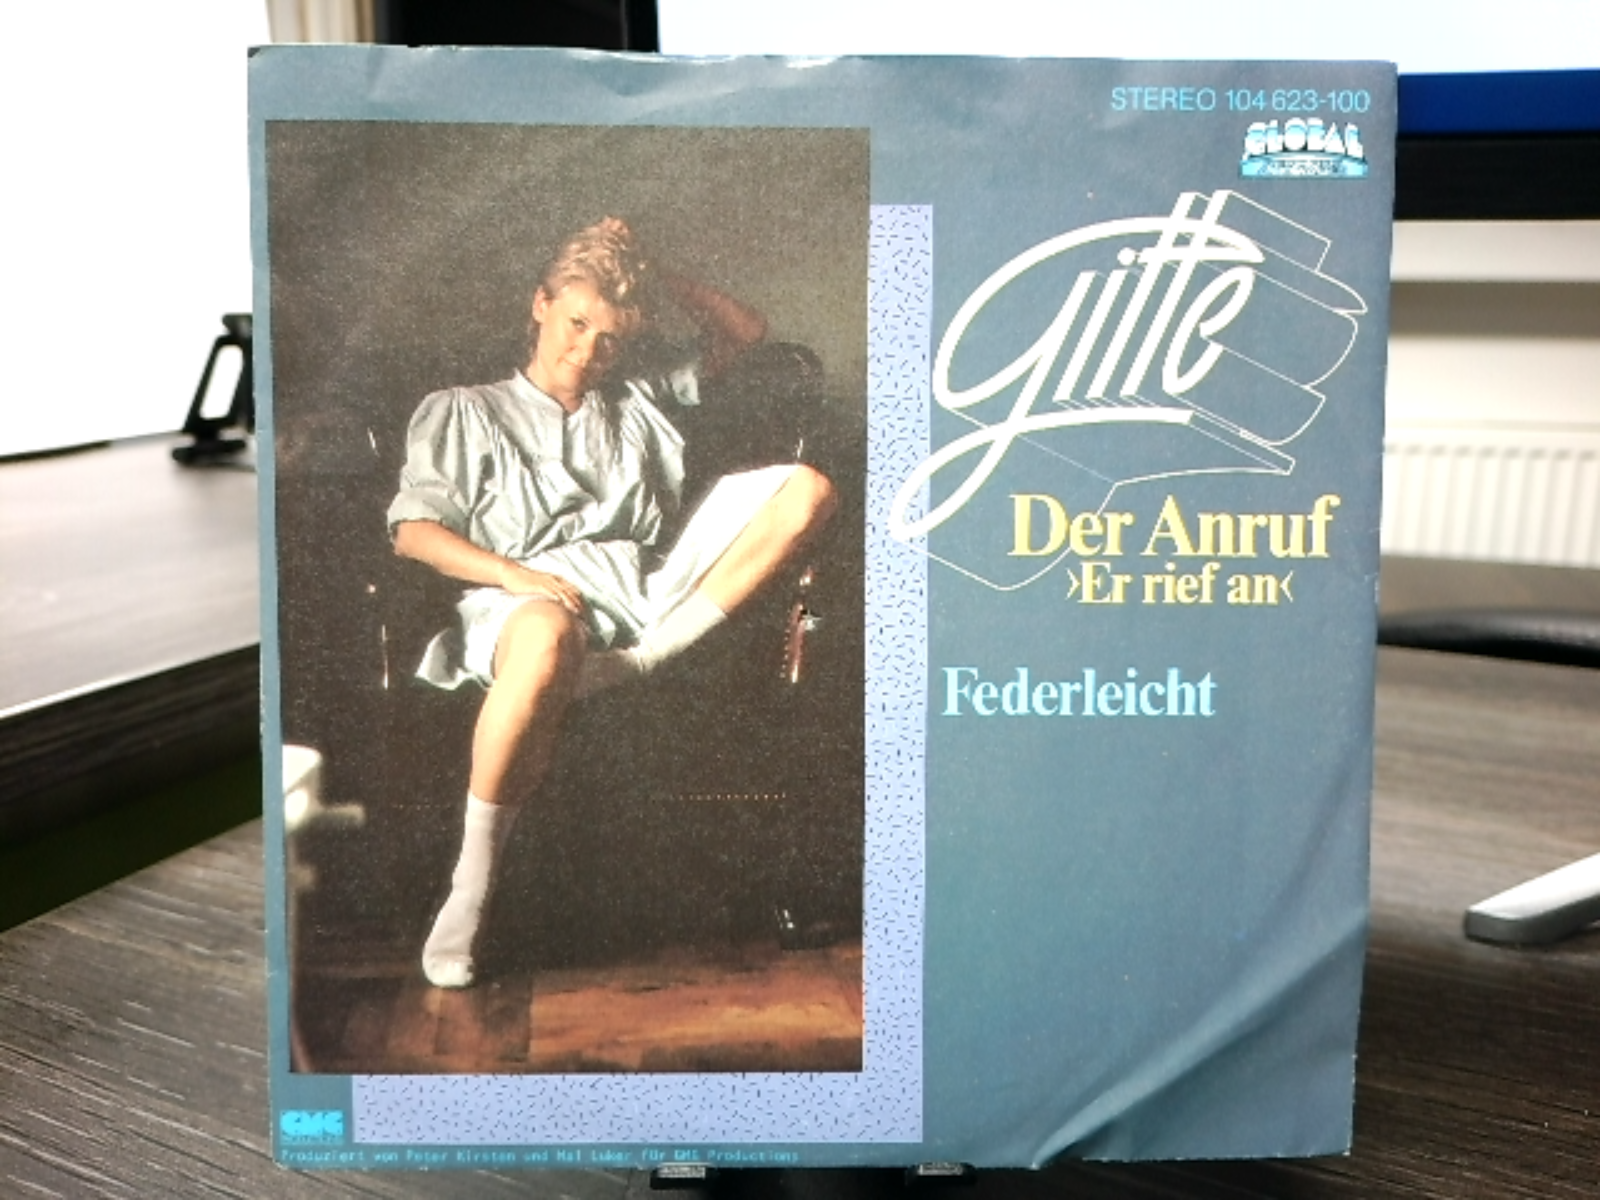 STEREO 104 623-100
GLOBAL
Gitte
Der Anruf
›Er rief an‹
Federleicht
GMG
Produziert von Peter Kirsten und Mal Luker für GMG Productions